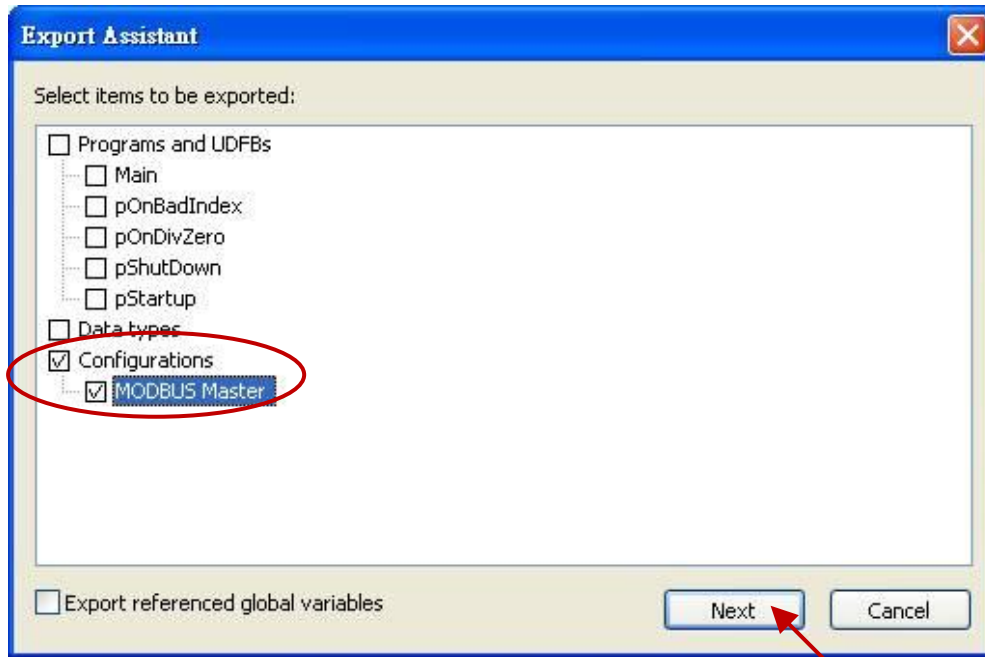 Export Assistant
Select items to be exported:
Programs and UDFBs
Main
pOnBadIndex
pOnDivZero
pShutDown
pStartup
Data types
Configurations
MODBUS Master
Export referenced global variables
Next
Cancel